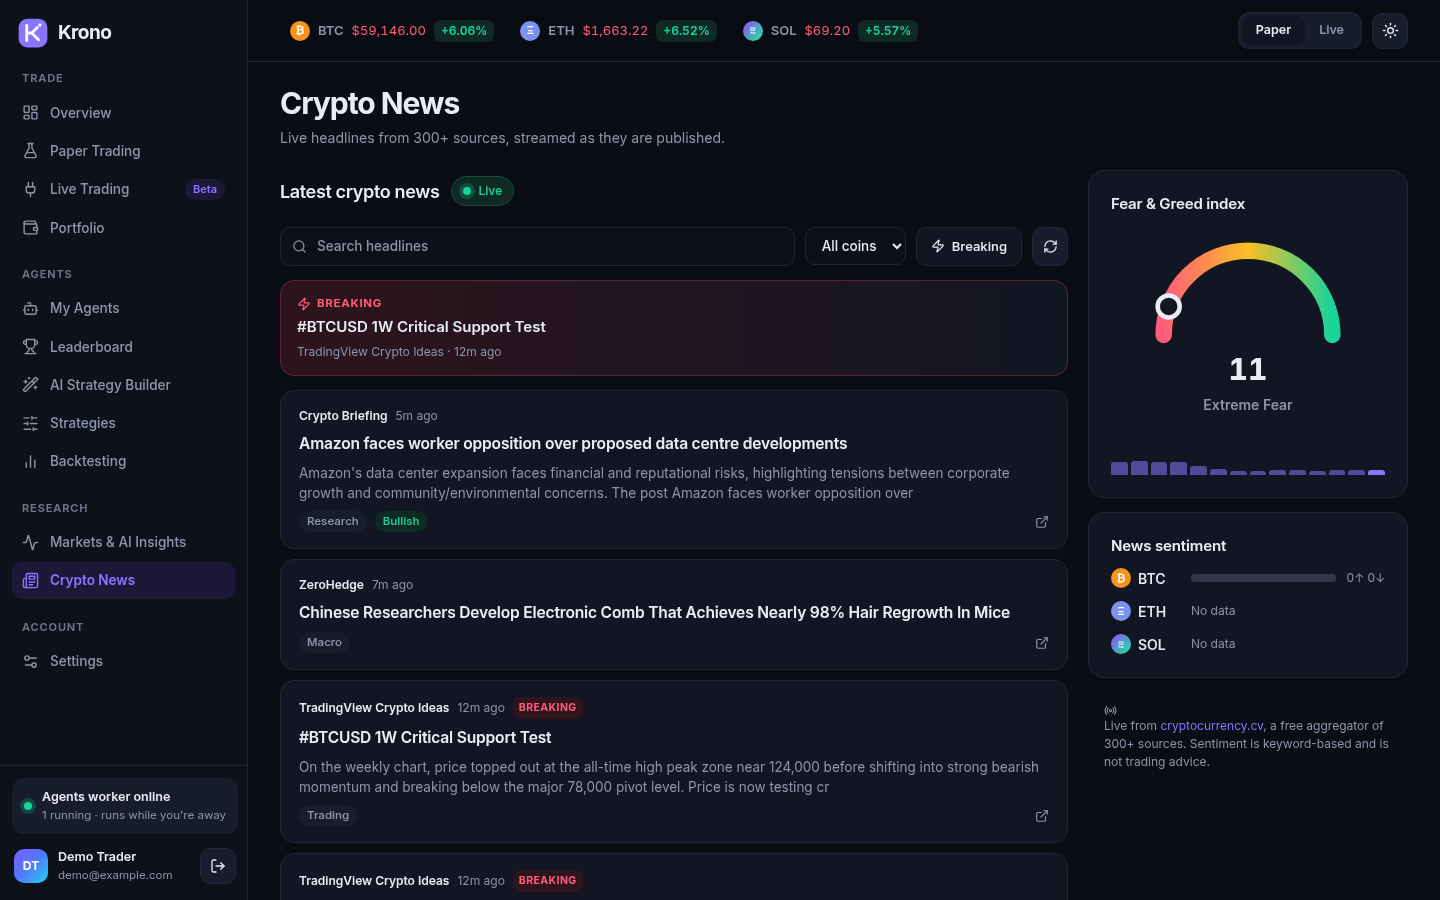 Krono
TRADE
Overview
Paper Trading
Live Trading Beta
Portfolio
AGENTS
My Agents
Leaderboard
AI Strategy Builder
Strategies
Backtesting
RESEARCH
Markets & AI Insights
Crypto News
ACCOUNT
Settings
Agents worker online
1 running · runs while you're away
DT
Demo Trader
demo@example.com
BTC $59,146.00 +6.06%
ETH $1,663.22 +6.52%
SOL $69.20 +5.57%
Paper Live
Crypto News
Live headlines from 300+ sources, streamed as they are published.
Latest crypto news Live
Search headlines All coins Breaking
BREAKING
#BTCUSD 1W Critical Support Test
TradingView Crypto Ideas · 12m ago
Crypto Briefing 5m ago
Amazon faces worker opposition over proposed data centre developments
Amazon's data center expansion faces financial and reputational risks, highlighting tensions between corporate
growth and community/environmental concerns. The post Amazon faces worker opposition over
Research Bullish
ZeroHedge 7m ago
Chinese Researchers Develop Electronic Comb That Achieves Nearly 98% Hair Regrowth In Mice
Macro
TradingView Crypto Ideas 12m ago BREAKING
#BTCUSD 1W Critical Support Test
On the weekly chart, price topped out at the all-time high peak zone near 124,000 before shifting into strong bearish
momentum and breaking below the major 78,000 pivot level. Price is now testing cr
Trading
TradingView Crypto Ideas 12m ago BREAKING
Fear & Greed index
11
Extreme Fear
News sentiment
BTC 0↑ 0↓
ETH No data
SOL No data
Live from cryptocurrency.cv, a free aggregator of
300+ sources. Sentiment is keyword-based and is
not trading advice.